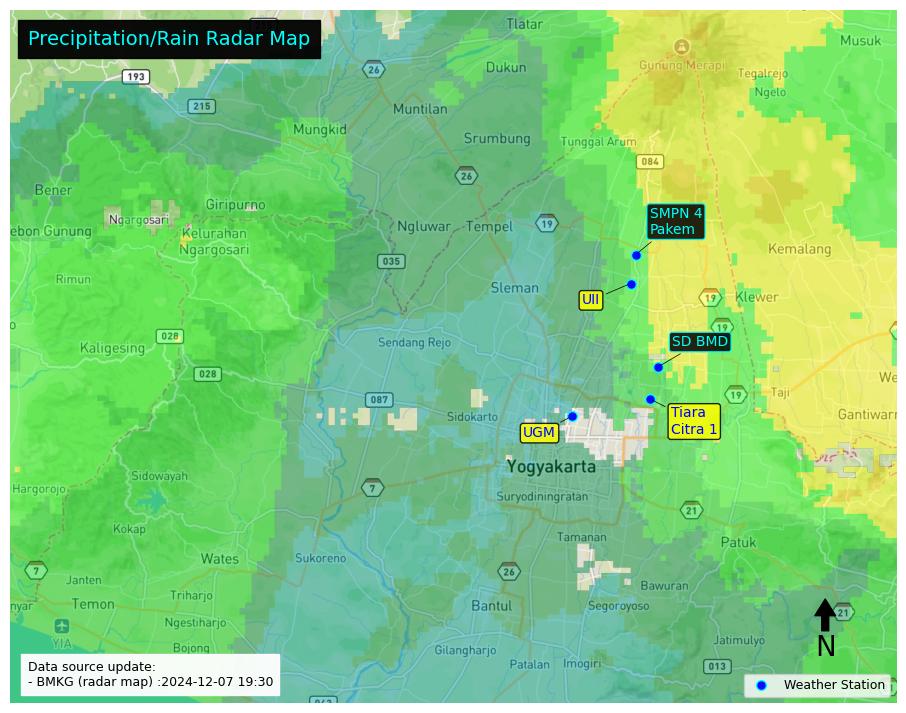 Precipitation/Rain Radar Map
Tlatar
Musuk
Gunung Merapi
193
26
Dukun
Tegalrejo
Ngelo
215
Muntilan
Mungkid
Srumbung
Tunggal Arum
084
26
Bener
Giripurno
Ngargosari
SMPN 4
Pakem
ebon Gunung
Kelurahan
Ngargosari
Ngluwar
Tempel
19
Kemalang
035
Rimun
Sleman
UII
19
Klewer
19
028
Kaligesing
Sendang Rejo
SD BMD
028
We
087
19
Taji
Sidokarto
Tiara
Citra 1
Gantiwarn
UGM
Yogyakarta
Sidowayah
Hargorojo
7
Suryodiningratan
21
Kokap
Tamanan
Patuk
Wates
Sukoreno
7
26
Janten
Bawuran
nyar
Temon
Triharjo
Bantul
Segoroyoso
21
Ngestiharjo
YIA
Bojong
Jatimulyo
N
Gilangharjo
Patalan
Imogiri
013
Data source update:
- BMKG (radar map) :2024-12-07 19:30
Weather Station